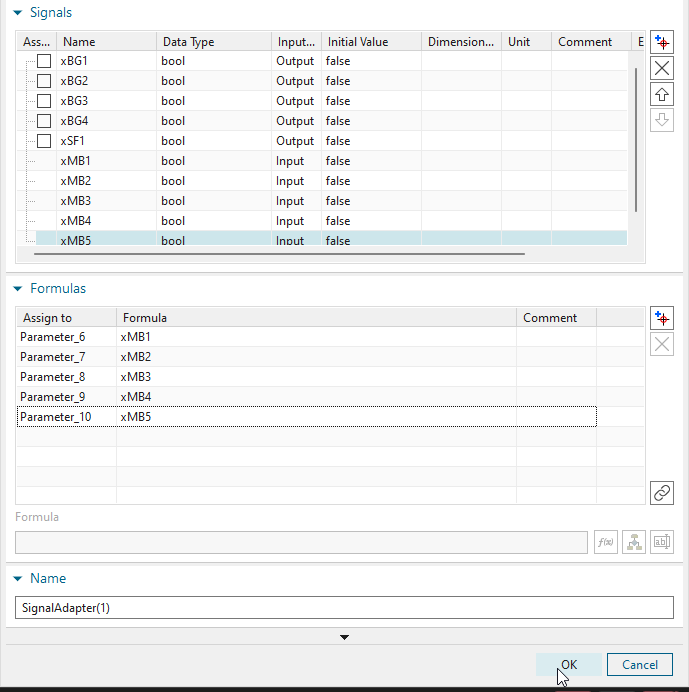 Signals
Ass... Name Data Type Input... Initial Value Dimension... Unit Comment E
xBG1 bool Output false
xBG2 bool Output false
xBG3 bool Output false
xBG4 bool Output false
xSF1 bool Output false
xMB1 bool Input false
xMB2 bool Input false
xMB3 bool Input false
xMB4 bool Input false
xMB5 bool Input false
Formulas
Assign to Formula Comment
Parameter_6 xMB1
Parameter_7 xMB2
Parameter_8 xMB3
Parameter_9 xMB4
Parameter_10 xMB5
Formula
f(x) ab
Name
SignalAdapter(1)
OK Cancel